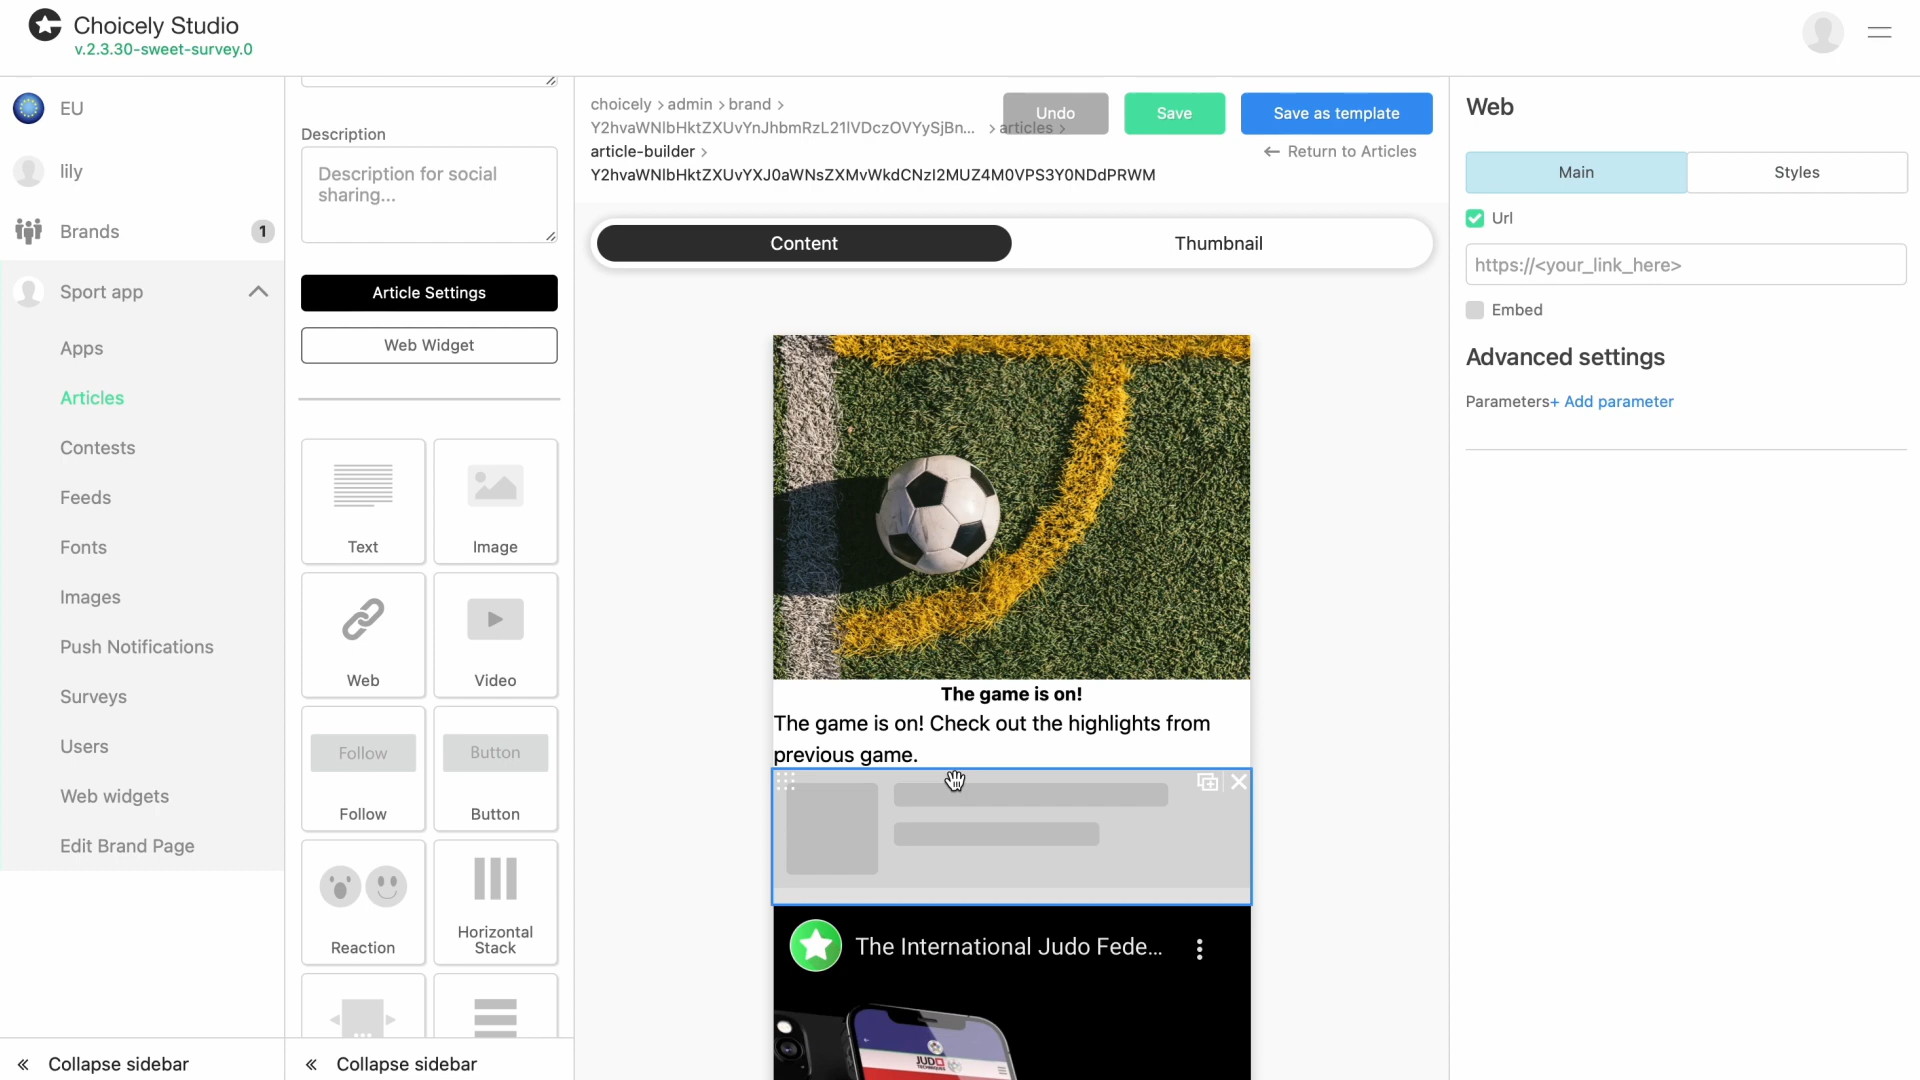 Choicely Studio
v.2.3.30-sweet-survey.0
EU
lily
Brands
1
Sport app
Apps
Articles
Contests
Feeds
Fonts
Images
Push Notifications
Surveys
Users
Web widgets
Edit Brand Page
Collapse sidebar
Description
Description for social
sharing...
Article Settings
Web Widget
Text
Image
Web
Video
Follow
Follow
Button
Button
Reaction
Horizontal
Stack
Collapse sidebar
choicely > admin > brand >
Y2hvaWNlbHktZXUvYnJhbmRzL21lVDczOVYySjBn... > articles >
article-builder >
Y2hvaWNlbHktZXUvYXJ0aWNsZXMvWkdCNzl2MUZ4M0VPS3Y0NDdPRWM
Undo
Save
Save as template
← Return to Articles
Content
Thumbnail
The game is on!
The game is on! Check out the highlights from
previous game.
The International Judo Fede...
JUDO
TECHNIQUES
Web
Main
Styles
Url
https://<your_link_here>
Embed
Advanced settings
Parameters+ Add parameter